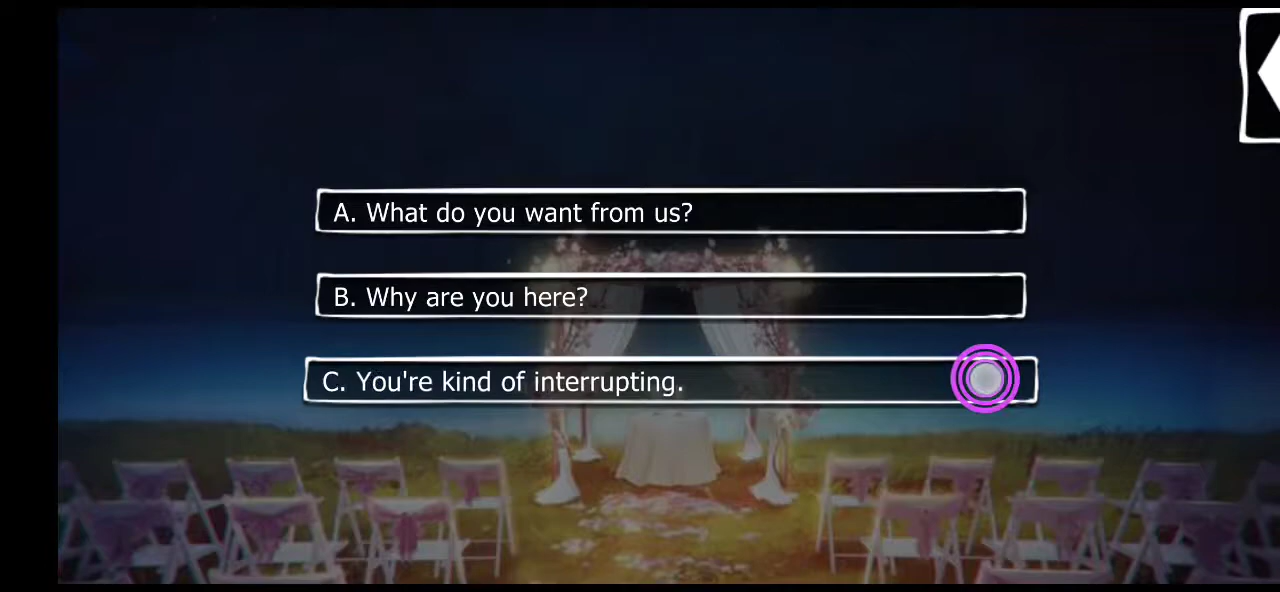 A. What do you want from us?
B. Why are you here?
C. You're kind of interrupting.